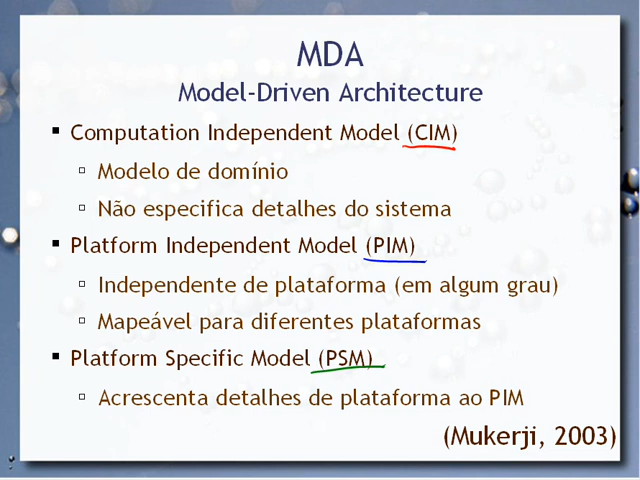 MDA
Model-Driven Architecture
Computation Independent Model (CIM)
Modelo de domínio
Não especifica detalhes do sistema
Platform Independent Model (PIM)
Independente de plataforma (em algum grau)
Mapeável para diferentes plataformas
Platform Specific Model (PSM)
Acrescenta detalhes de plataforma ao PIM
(Mukerji, 2003)